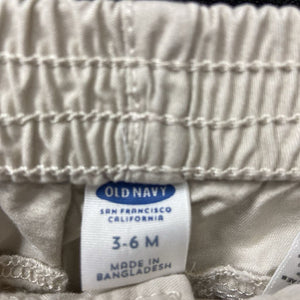 OLD NAVY
SAN FRANCISCO
CALIFORNIA
3-6 M
MADE IN
BANGLADESH